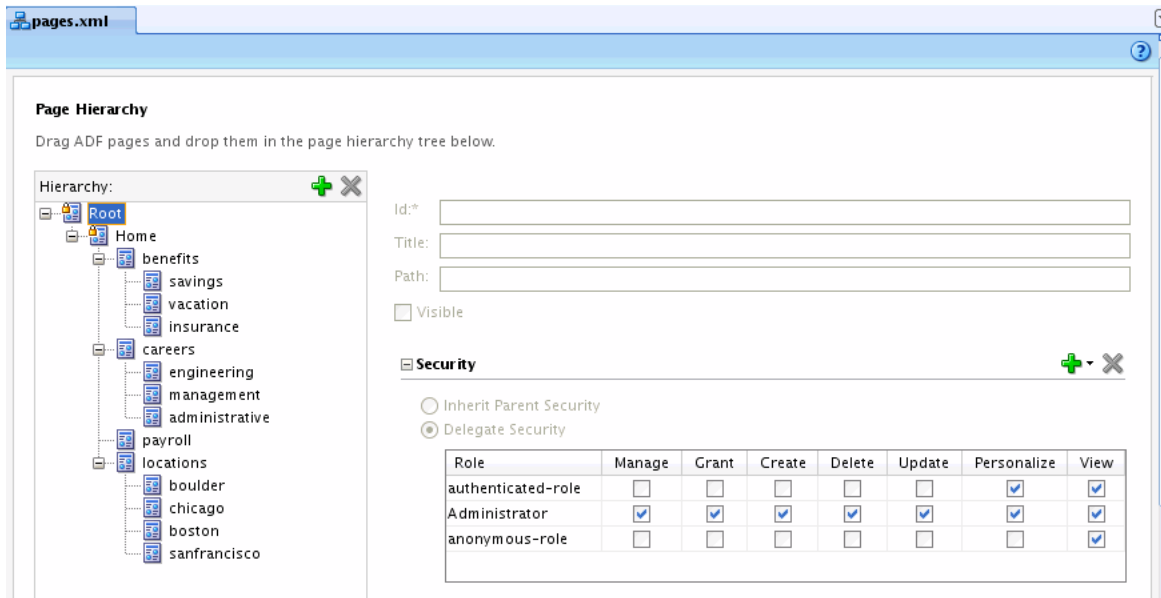 pages.xml
Page Hierarchy
Drag ADF pages and drop them in the page hierarchy tree below.
Hierarchy:
Root
Home
benefits
savings
vacation
insurance
careers
engineering
management
administrative
payroll
locations
boulder
chicago
boston
sanfrancisco
Id:*
Title:
Path:
Visible
Security
Inherit Parent Security
Delegate Security
Role Manage Grant Create Delete Update Personalize View
authenticated-role
Administrator
anonymous-role